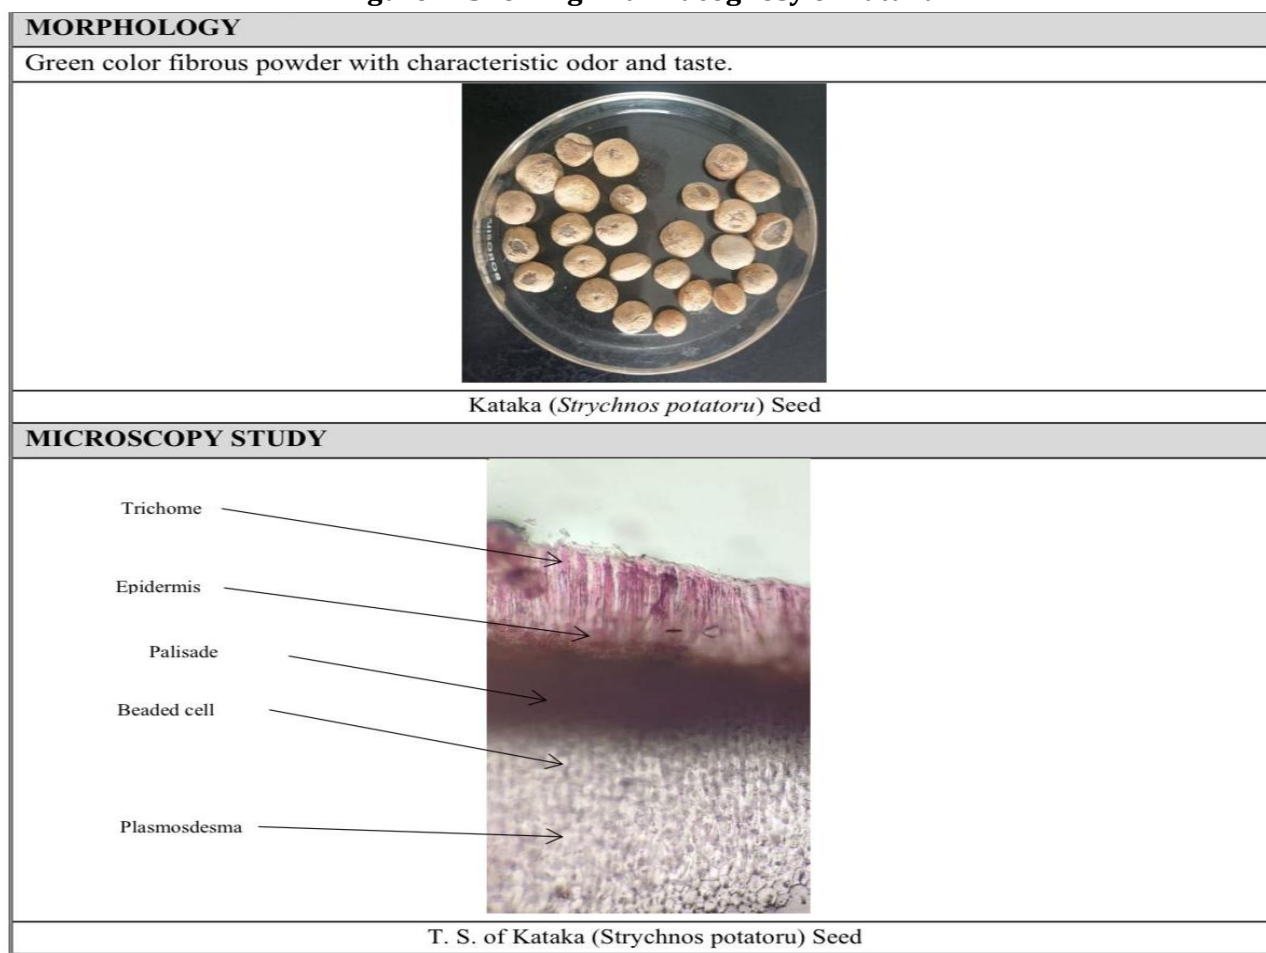 MORPHOLOGY
Green color fibrous powder with characteristic odor and taste.
BOROSIL
Kataka (Strychnos potatoru) Seed
MICROSCOPY STUDY
Trichome
Epidermis
Palisade
Beaded cell
Plasmosdesma
T. S. of Kataka (Strychnos potatoru) Seed